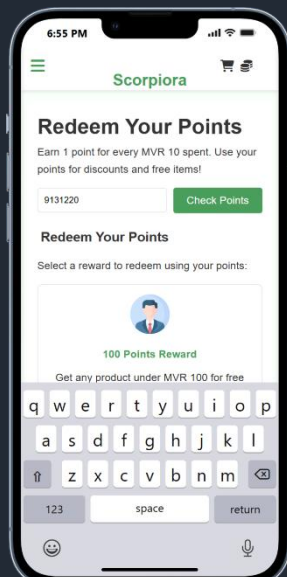 6:55 PM
Scorpiora
Redeem Your Points
Earn 1 point for every MVR 10 spent. Use your
points for discounts and free items!
9131220
Check Points
Redeem Your Points
Select a reward to redeem using your points:
100 Points Reward
Get any product under MVR 100 for free
q w e r t y u i o p
a s d f g h j k l
z x c v b n m
123 space return